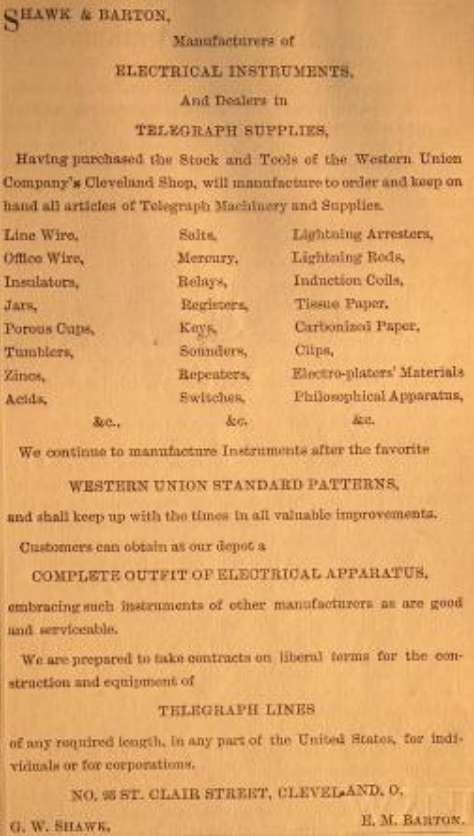 SHAWK & BARTON,
Manufacturers of
ELECTRICAL INSTRUMENTS,
And Dealers in
TELEGRAPH SUPPLIES,
Having purchased the Stock and Tools of the Western Union
Company's Cleveland Shop, will manufacture to order and keep on
hand all articles of Telegraph Machinery and Supplies.
Line Wire, Salts, Lightning Arresters,
Office Wire, Mercury, Lightning Rods,
Insulators, Relays, Induction Coils,
Jars, Registers, Tissue Paper,
Porous Cups, Keys, Carbonized Paper,
Tumblers, Sounders, Clips,
Zincs, Repeaters, Electro-platers' Materials
Acids, Switches, Philosophical Apparatus,
&c., &c. &c.
We continue to manufacture Instruments after the favorite
WESTERN UNION STANDARD PATTERNS,
and shall keep up with the times in all valuable improvements.
Customers can obtain at our depot a
COMPLETE OUTFIT OF ELECTRICAL APPARATUS,
embracing such instruments of other manufacturers as are good
and serviceable.
We are prepared to take contracts on liberal terms for the con-
struction and equipment of
TELEGRAPH LINES
of any required length, in any part of the United States, for indi-
viduals or for corporations.
NO. 93 ST. CLAIR STREET, CLEVELAND, O.
G. W. SHAWK, E. M. BARTON.